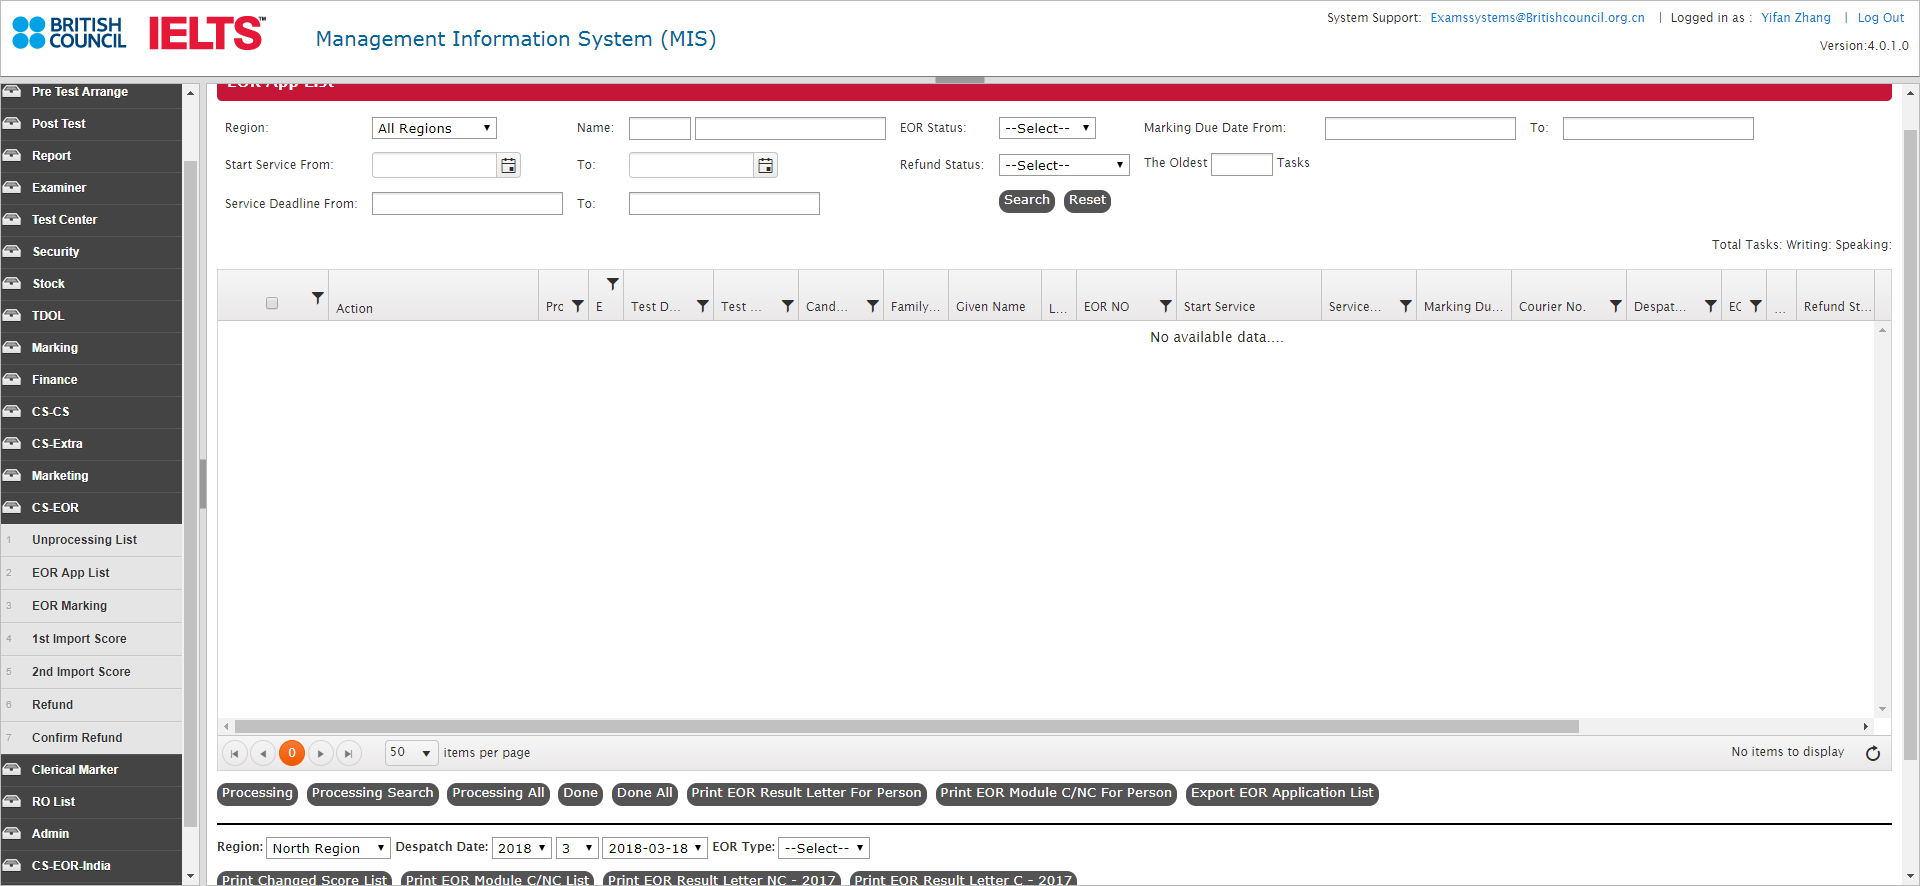 BRITISH COUNCIL
IELTS™
Management Information System (MIS)
System Support: Examssystems@Britishcouncil.org.cn | Logged in as : Yifan Zhang | Log Out
Version:4.0.1.0
Pre Test Arrange
Post Test
Report
Examiner
Test Center
Security
Stock
TDOL
Marking
Finance
CS-CS
CS-Extra
Marketing
CS-EOR
1 Unprocessing List
2 EOR App List
3 EOR Marking
4 1st Import Score
5 2nd Import Score
6 Refund
7 Confirm Refund
Clerical Marker
RO List
Admin
CS-EOR-India
EOR App List
Region: All Regions Name: EOR Status: --Select-- Marking Due Date From: To:
Start Service From: To: Refund Status: --Select-- The Oldest Tasks
Service Deadline From: To: Search Reset
Total Tasks: Writing: Speaking:
Action Prc E Test D... Test ... Cand... Family... Given Name L... EOR NO Start Service Service... Marking Du... Courier No. Despat... EC ... Refund St...
No available data....
0 50 items per page No items to display
Processing Processing Search Processing All Done Done All Print EOR Result Letter For Person Print EOR Module C/NC For Person Export EOR Application List
Region: North Region Despatch Date: 2018 3 2018-03-18 EOR Type: --Select--
Print Changed Score List Print EOR Module C/NC List Print EOR Result Letter NC - 2017 Print EOR Result Letter C - 2017